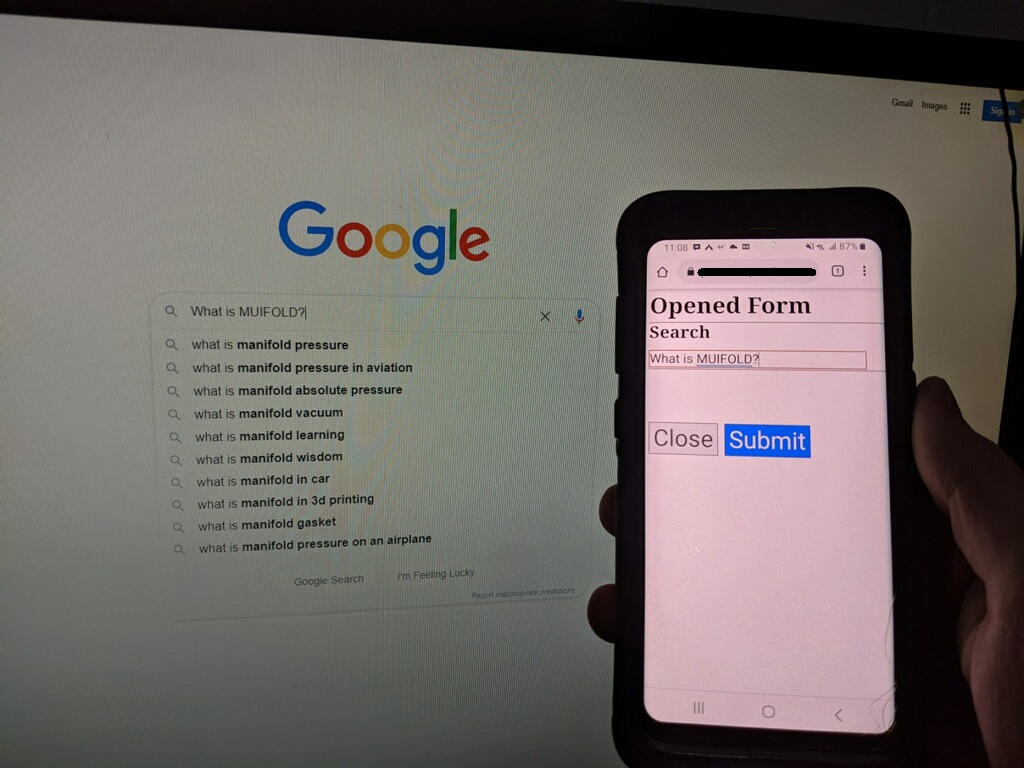 Gmail Images Sign in
Google
What is MUIFOLD?
what is manifold pressure
what is manifold pressure in aviation
what is manifold absolute pressure
what is manifold vacuum
what is manifold learning
what is manifold wisdom
what is manifold in car
what is manifold in 3d printing
what is manifold gasket
what is manifold pressure on an airplane
Google Search I'm Feeling Lucky
Report inappropriate predictions
11:08 44° 87%
1
Opened Form
Search
What is MUIFOLD?
Close Submit